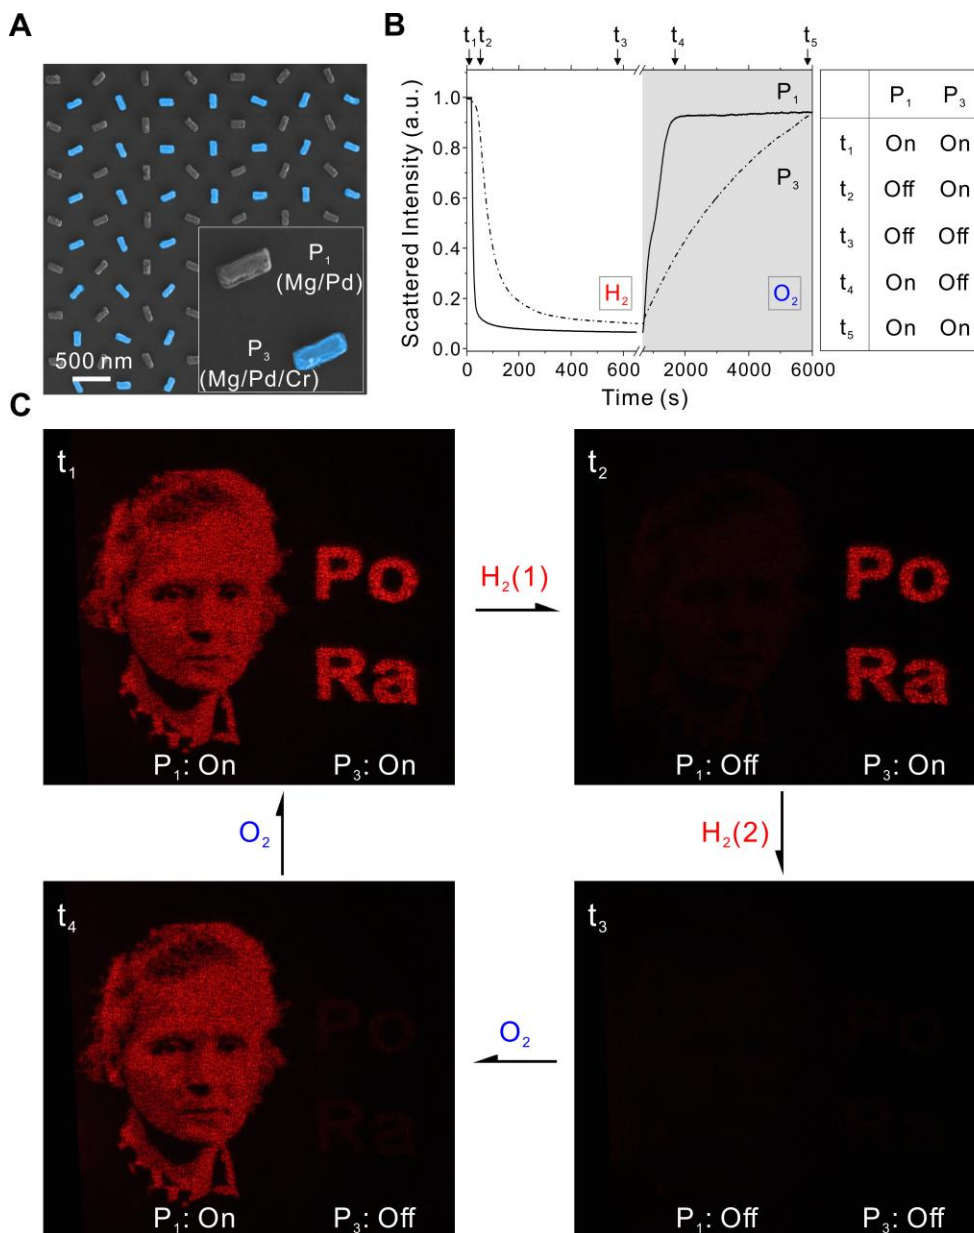 A
P₁
(Mg/Pd)
P₃
(Mg/Pd/Cr)
500 nm
B
t₁ t₂ t₃ t₄ t₅
1.0
0.8
0.6
0.4
0.2
0.0
Scattered Intensity (a.u.)
P₁
P₃
H₂
O₂
0 200 400 600 2000 4000 6000
Time (s)
P₁ P₃
t₁ On On
t₂ Off On
t₃ Off Off
t₄ On Off
t₅ On On
C
t₁
Po
Ra
P₁: On P₃: On
H₂(1)
t₂
Po
Ra
P₁: Off P₃: On
O₂
H₂(2)
t₄
Po
Ra
P₁: On P₃: Off
O₂
t₃
Po
Ra
P₁: Off P₃: Off